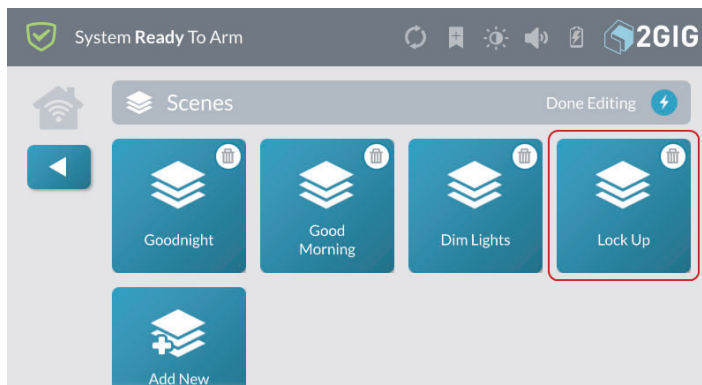 System Ready To Arm
2GIG
Scenes
Done Editing
Goodnight
Good
Morning
Dim Lights
Lock Up
Add New